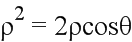 ρ² = 2ρcosθ